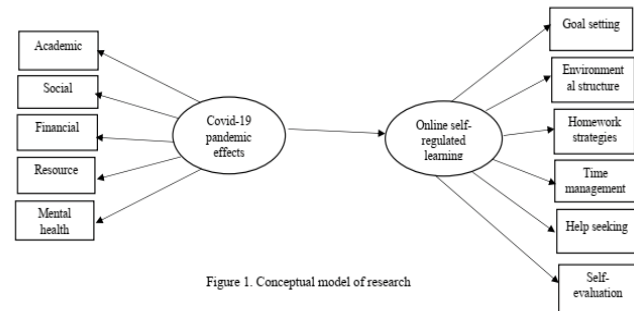 Academic
Social
Financial
Resource
Mental
health
Covid-19
pandemic
effects
Online self-
regulated
learning
Goal setting
Environment
al structure
Homework
strategies
Time
management
Help seeking
Self-
evaluation
Figure 1. Conceptual model of research